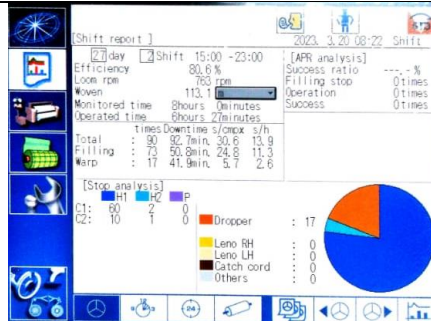 [Shift report ]
2023. 3.20 08:22 Shift
27 day 2 Shift 15:00 -23:00
Efficiency 80.6 %
Loom rpm 763 rpm
Woven 113.1 m
Monitored time 8hours 0minutes
Operated time 6hours 27minutes
[APR analysis]
Success ratio ---.- %
Filling stop 0times
Operation 0times
Success 0times
times Downtime s/cmpx s/h
Total : 90 92.7min. 30.6 13.9
Filling : 73 50.8min. 24.8 11.3
Warp : 17 41.9min. 5.7 2.6
[Stop analysis]
H1 H2 P
C1: 60 2 0
C2: 10 1 0
Dropper : 17
Leno RH : 0
Leno LH : 0
Catch cord : 0
Others : 0